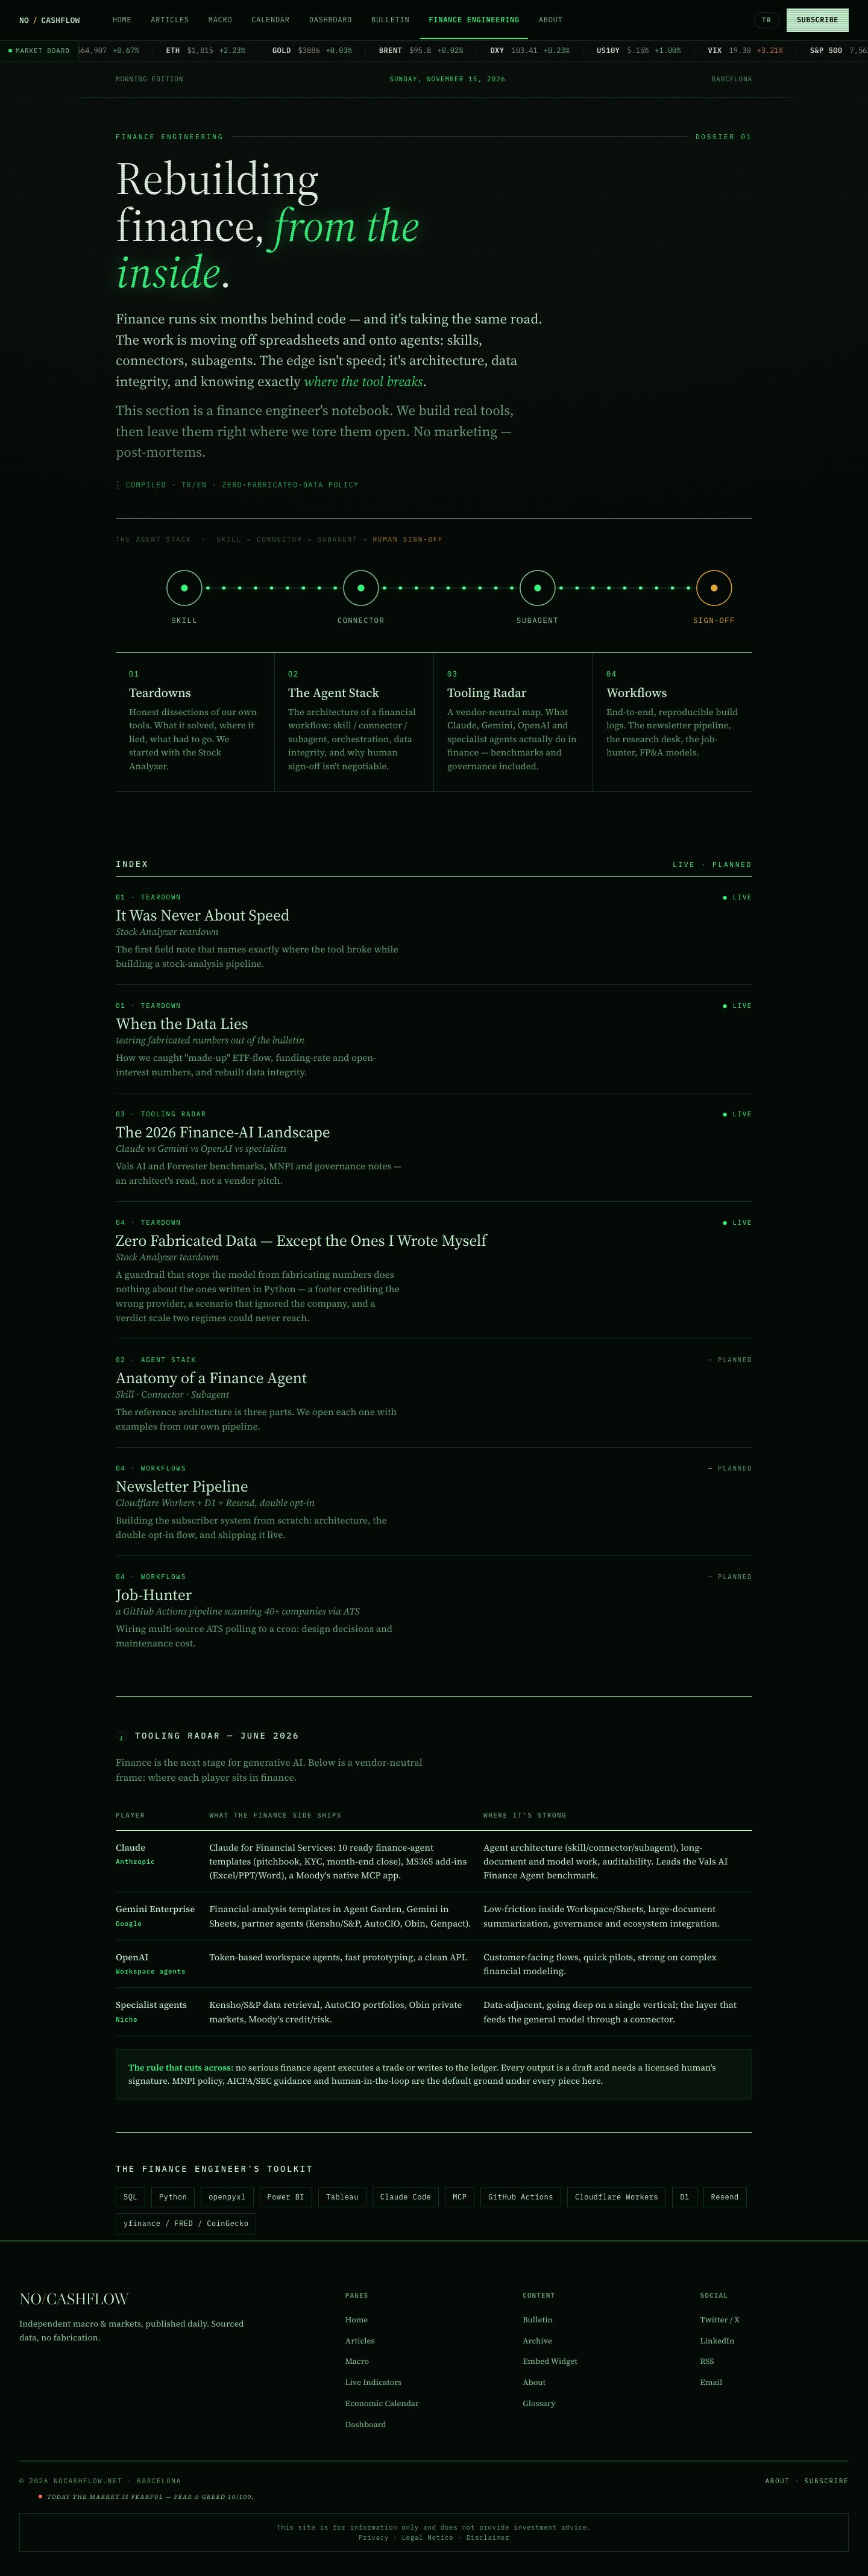 NO / CASHFLOW
HOME ARTICLES MACRO CALENDAR DASHBOARD BULLETIN FINANCE ENGINEERING ABOUT
TR
SUBSCRIBE
MARKET BOARD
64,907 +0.67% ETH $1,815 +2.23% GOLD $3886 +0.03% BRENT $95.8 +0.02% DXY 103.41 +0.23% US10Y 5.15% +1.00% VIX 19.30 +3.21% S&P 500 7,56
MORNING EDITION
SUNDAY, NOVEMBER 15, 2026
BARCELONA
FINANCE ENGINEERING
DOSSIER 01
Rebuilding
finance, from the
inside.
Finance runs six months behind code — and it's taking the same road.
The work is moving off spreadsheets and onto agents: skills,
connectors, subagents. The edge isn't speed; it's architecture, data
integrity, and knowing exactly where the tool breaks.
This section is a finance engineer's notebook. We build real tools,
then leave them right where we tore them open. No marketing —
post-mortems.
[ COMPILED · TR/EN · ZERO-FABRICATED-DATA POLICY
THE AGENT STACK · SKILL → CONNECTOR → SUBAGENT → HUMAN SIGN-OFF
SKILL
CONNECTOR
SUBAGENT
SIGN-OFF
01
Teardowns
Honest dissections of our own
tools. What it solved, where it
lied, what had to go. We
started with the Stock
Analyzer.
02
The Agent Stack
The architecture of a financial
workflow: skill / connector /
subagent, orchestration, data
integrity, and why human
sign-off isn't negotiable.
03
Tooling Radar
A vendor-neutral map. What
Claude, Gemini, OpenAI and
specialist agents actually do in
finance — benchmarks and
governance included.
04
Workflows
End-to-end, reproducible build
logs. The newsletter pipeline,
the research desk, the job-
hunter, FP&A models.
INDEX
LIVE · PLANNED
01 · TEARDOWN
● LIVE
It Was Never About Speed
Stock Analyzer teardown
The first field note that names exactly where the tool broke while
building a stock-analysis pipeline.
01 · TEARDOWN
● LIVE
When the Data Lies
tearing fabricated numbers out of the bulletin
How we caught "made-up" ETF-flow, funding-rate and open-
interest numbers, and rebuilt data integrity.
03 · TOOLING RADAR
● LIVE
The 2026 Finance-AI Landscape
Claude vs Gemini vs OpenAI vs specialists
Vals AI and Forrester benchmarks, MNPI and governance notes —
an architect's read, not a vendor pitch.
04 · TEARDOWN
● LIVE
Zero Fabricated Data — Except the Ones I Wrote Myself
Stock Analyzer teardown
A guardrail that stops the model from fabricating numbers does
nothing about the ones written in Python — a footer crediting the
wrong provider, a scenario that ignored the company, and a
verdict scale two regimes could never reach.
02 · AGENT STACK
— PLANNED
Anatomy of a Finance Agent
Skill · Connector · Subagent
The reference architecture is three parts. We open each one with
examples from our own pipeline.
04 · WORKFLOWS
— PLANNED
Newsletter Pipeline
Cloudflare Workers + D1 + Resend, double opt-in
Building the subscriber system from scratch: architecture, the
double opt-in flow, and shipping it live.
04 · WORKFLOWS
— PLANNED
Job-Hunter
a GitHub Actions pipeline scanning 40+ companies via ATS
Wiring multi-source ATS polling to a cron: design decisions and
maintenance cost.
TOOLING RADAR — JUNE 2026
Finance is the next stage for generative AI. Below is a vendor-neutral
frame: where each player sits in finance.
PLAYER WHAT THE FINANCE SIDE SHIPS WHERE IT'S STRONG
Claude
Anthropic
Claude for Financial Services: 10 ready finance-agent
templates (pitchbook, KYC, month-end close), MS365 add-ins
(Excel/PPT/Word), a Moody's native MCP app.
Agent architecture (skill/connector/subagent), long-
document and model work, auditability. Leads the Vals AI
Finance Agent benchmark.
Gemini Enterprise
Google
Financial-analysis templates in Agent Garden, Gemini in
Sheets, partner agents (Kensho/S&P, AutoCIO, Obin, Genpact).
Low-friction inside Workspace/Sheets, large-document
summarization, governance and ecosystem integration.
OpenAI
Workspace agents
Token-based workspace agents, fast prototyping, a clean API.
Customer-facing flows, quick pilots, strong on complex
financial modeling.
Specialist agents
Niche
Kensho/S&P data retrieval, AutoCIO portfolios, Obin private
markets, Moody's credit/risk.
Data-adjacent, going deep on a single vertical; the layer that
feeds the general model through a connector.
The rule that cuts across: no serious finance agent executes a trade or writes to the ledger. Every output is a draft and needs a licensed human's
signature. MNPI policy, AICPA/SEC guidance and human-in-the-loop are the default ground under every piece here.
THE FINANCE ENGINEER'S TOOLKIT
SQL Python openpyxl Power BI Tableau Claude Code MCP GitHub Actions Cloudflare Workers D1 Resend
yfinance / FRED / CoinGecko
NO/CASHFLOW
Independent macro & markets, published daily. Sourced
data, no fabrication.
PAGES
Home
Articles
Macro
Live Indicators
Economic Calendar
Dashboard
CONTENT
Bulletin
Archive
Embed Widget
About
Glossary
SOCIAL
Twitter / X
LinkedIn
RSS
Email
© 2026 NOCASHFLOW.NET · BARCELONA
ABOUT · SUBSCRIBE
TODAY THE MARKET IS FEARFUL — FEAR & GREED 10/100.
This site is for information only and does not provide investment advice.
Privacy · Legal Notice · Disclaimer